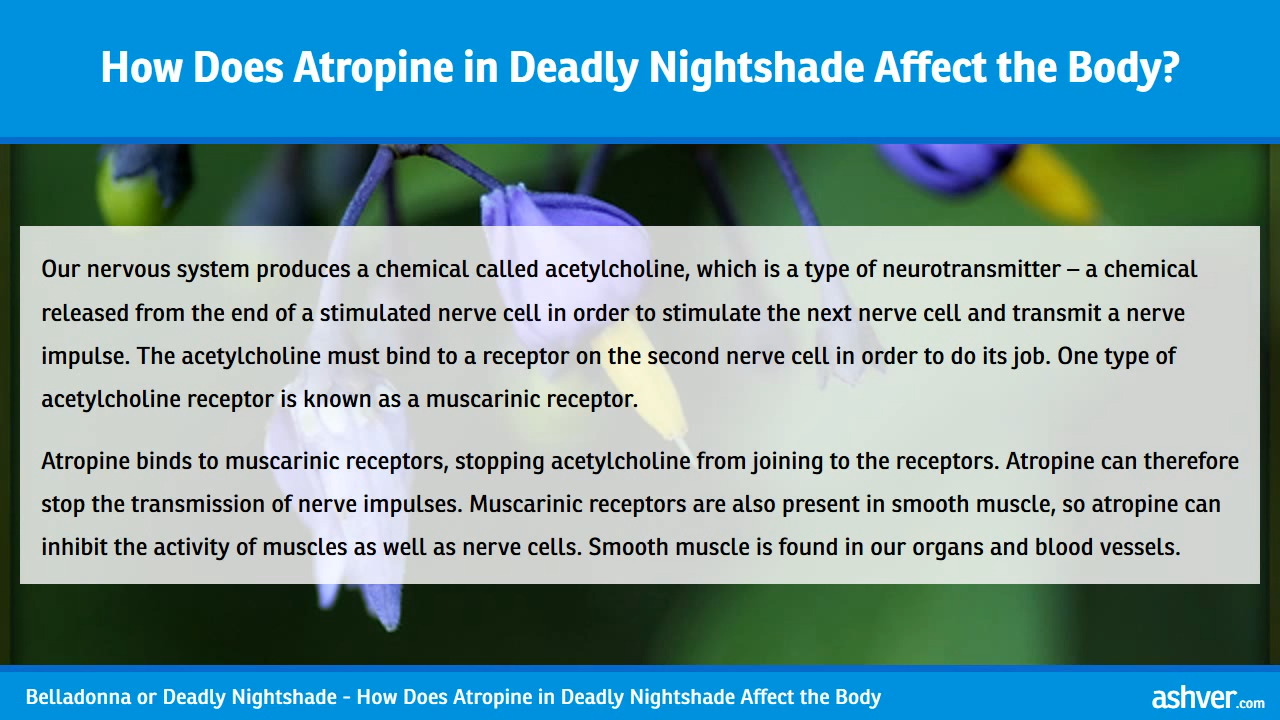 How Does Atropine in Deadly Nightshade Affect the Body?
Our nervous system produces a chemical called acetylcholine, which is a type of neurotransmitter – a chemical
released from the end of a stimulated nerve cell in order to stimulate the next nerve cell and transmit a nerve
impulse. The acetylcholine must bind to a receptor on the second nerve cell in order to do its job. One type of
acetylcholine receptor is known as a muscarinic receptor.
Atropine binds to muscarinic receptors, stopping acetylcholine from joining to the receptors. Atropine can therefore
stop the transmission of nerve impulses. Muscarinic receptors are also present in smooth muscle, so atropine can
inhibit the activity of muscles as well as nerve cells. Smooth muscle is found in our organs and blood vessels.
Belladonna or Deadly Nightshade - How Does Atropine in Deadly Nightshade Affect the Body
ashver.com